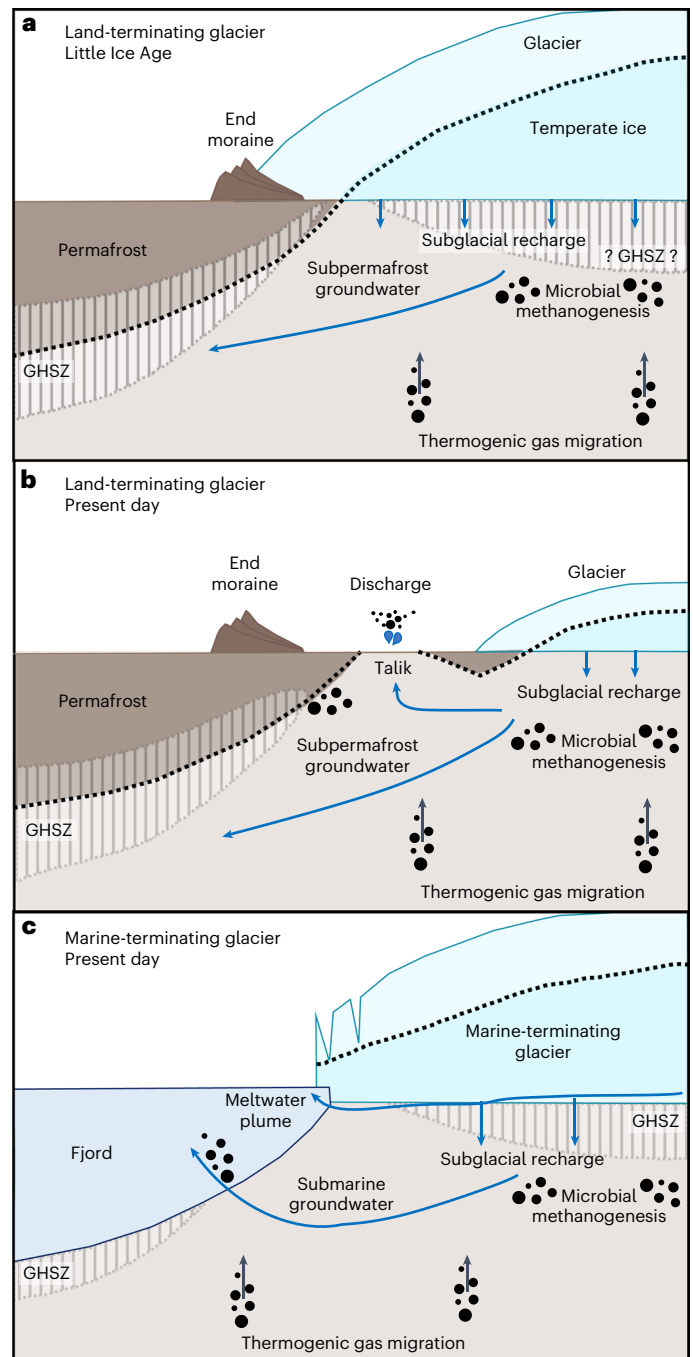 a
Land-terminating glacier
Little Ice Age
Glacier
End
moraine
Temperate ice
Permafrost
Subglacial recharge
? GHSZ ?
Subpermafrost
groundwater
Microbial
methanogenesis
GHSZ
Thermogenic gas migration
b
Land-terminating glacier
Present day
End
moraine
Discharge
Glacier
Talik
Permafrost
Subglacial recharge
Subpermafrost
groundwater
Microbial
methanogenesis
GHSZ
Thermogenic gas migration
c
Marine-terminating glacier
Present day
Marine-terminating
glacier
Meltwater
plume
GHSZ
Fjord
Subglacial recharge
Submarine
groundwater
Microbial
methanogenesis
GHSZ
Thermogenic gas migration